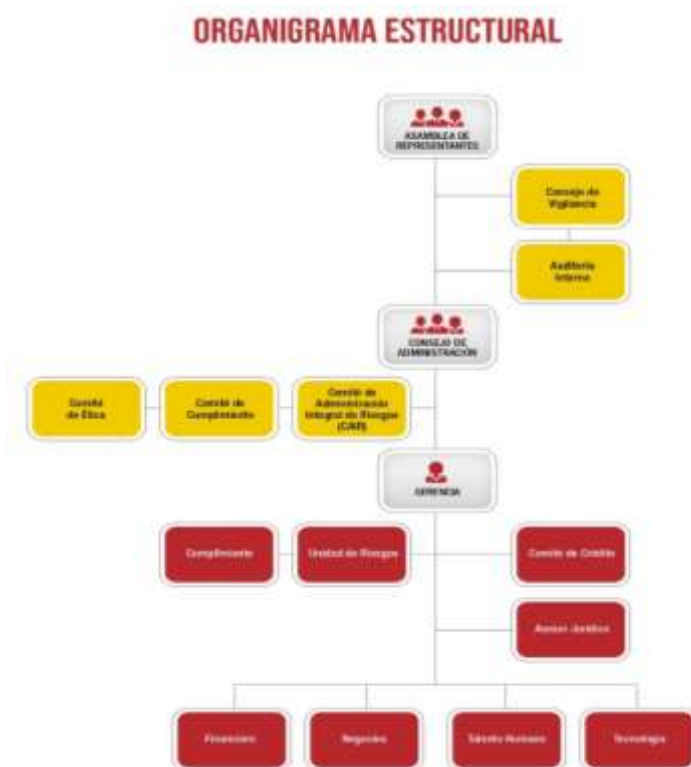 ORGANIGRAMA ESTRUCTURAL
ASAMBLEA DE
REPRESENTANTES
Consejo de
Vigilancia
Auditoría
Interna
CONSEJO DE
ADMINISTRACIÓN
Comité
de Ética
Comité de
Cumplimiento
Comité de
Administración
Integral de Riesgos
(CAIR)
GERENCIA
Cumplimiento
Unidad de Riesgos
Comité de Crédito
Asesor Jurídico
Financiero
Negocios
Talento Humano
Tecnología